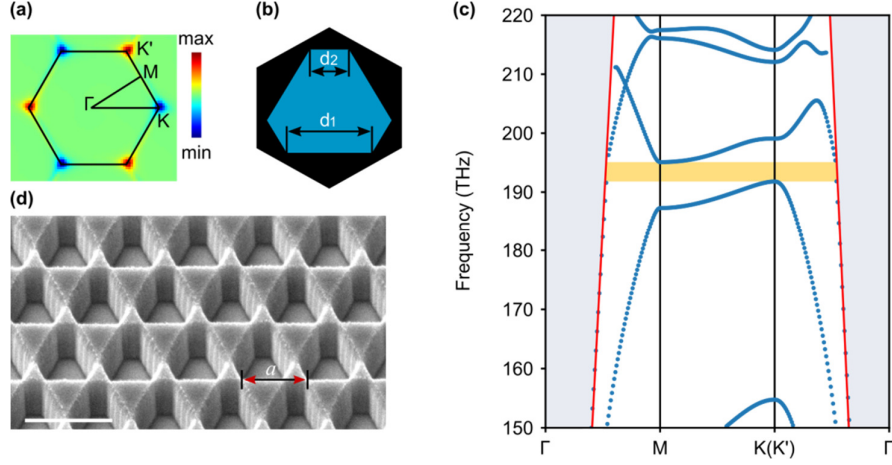 (a)
K'
M
Γ
K
max
min
(b)
d2
d1
(c)
Frequency (THz)
220
210
200
190
180
170
160
150
Γ
M
K(K')
Γ
(d)
a